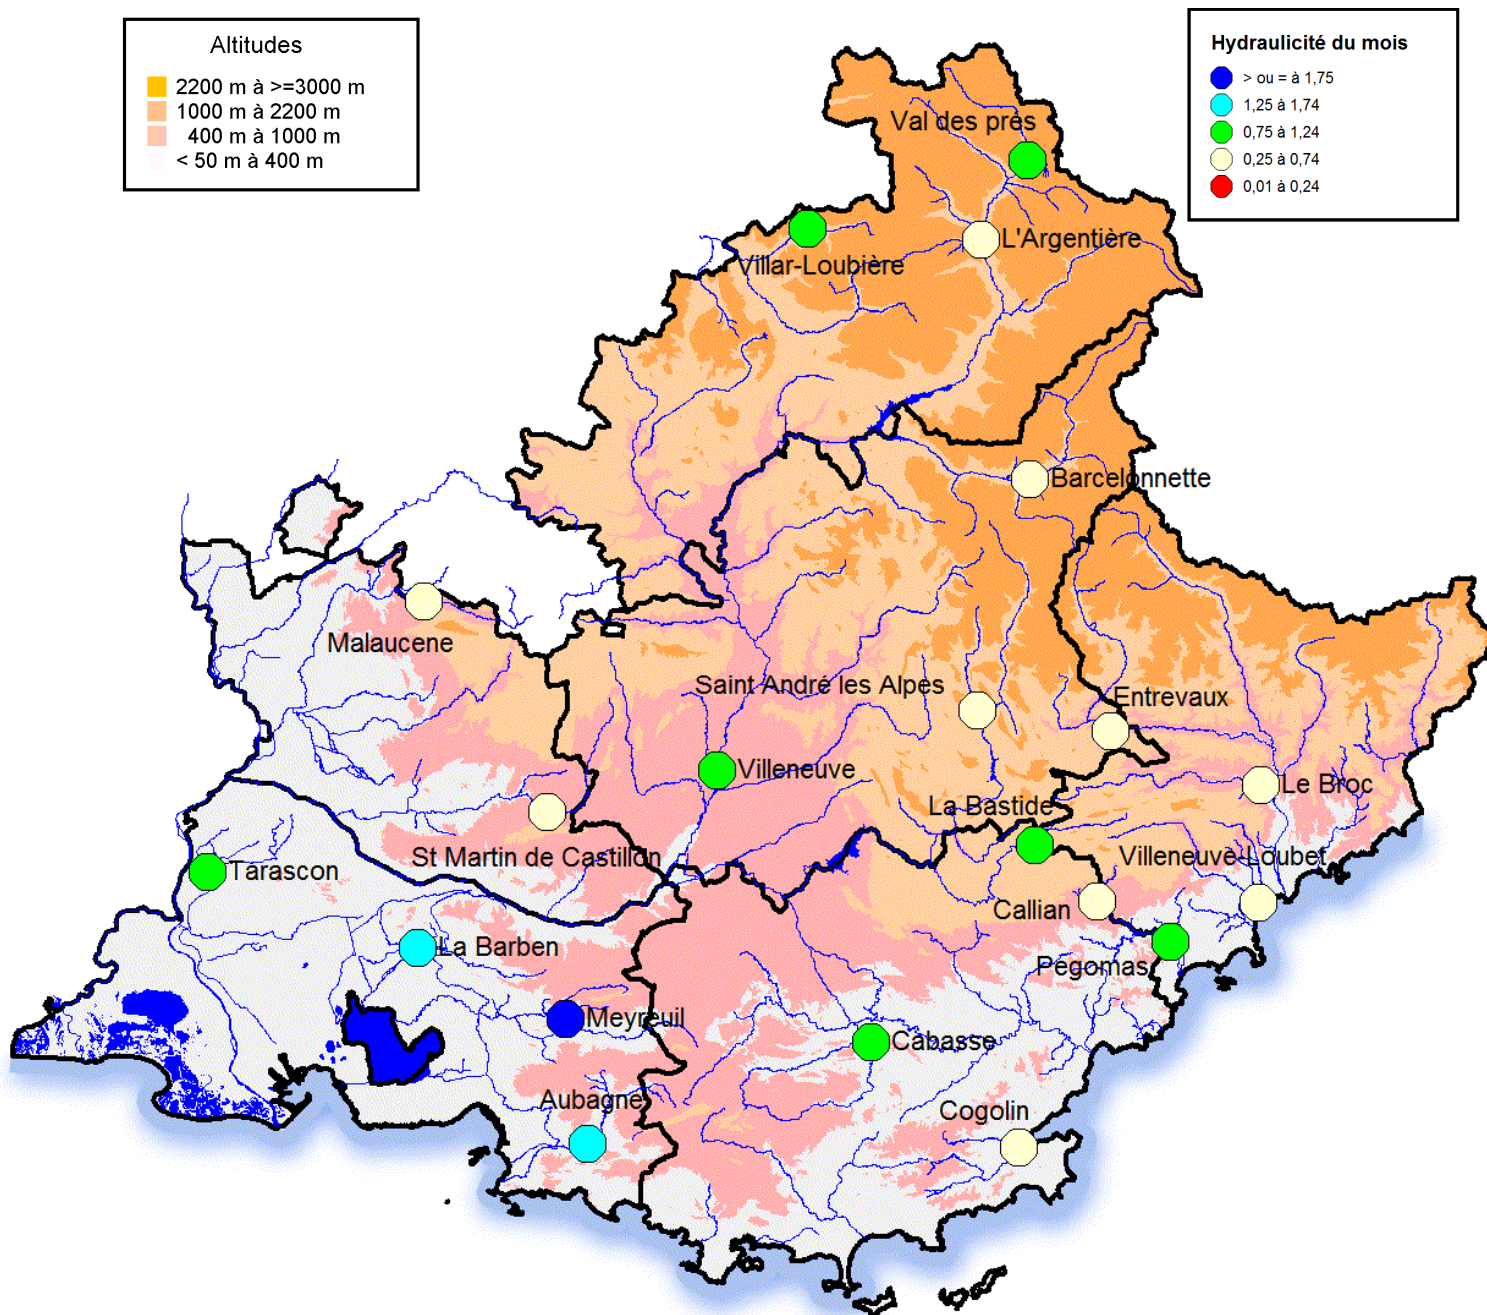 Altitudes
2200 m à >=3000 m
1000 m à 2200 m
400 m à 1000 m
< 50 m à 400 m
Hydraulicité du mois
> ou = à 1,75
1,25 à 1,74
0,75 à 1,24
0,25 à 0,74
0,01 à 0,24
Val des prés
L'Argentière
Villar-Loubière
Barcelonnette
Malaucene
Saint André les Alpes
Entrevaux
Villeneuve
Le Broc
La Bastide
St Martin de Castillon
Villeneuve-Loubet
Tarascon
Callian
La Barben
Pegomas
Meyreuil
Cabasse
Aubagne
Cogolin